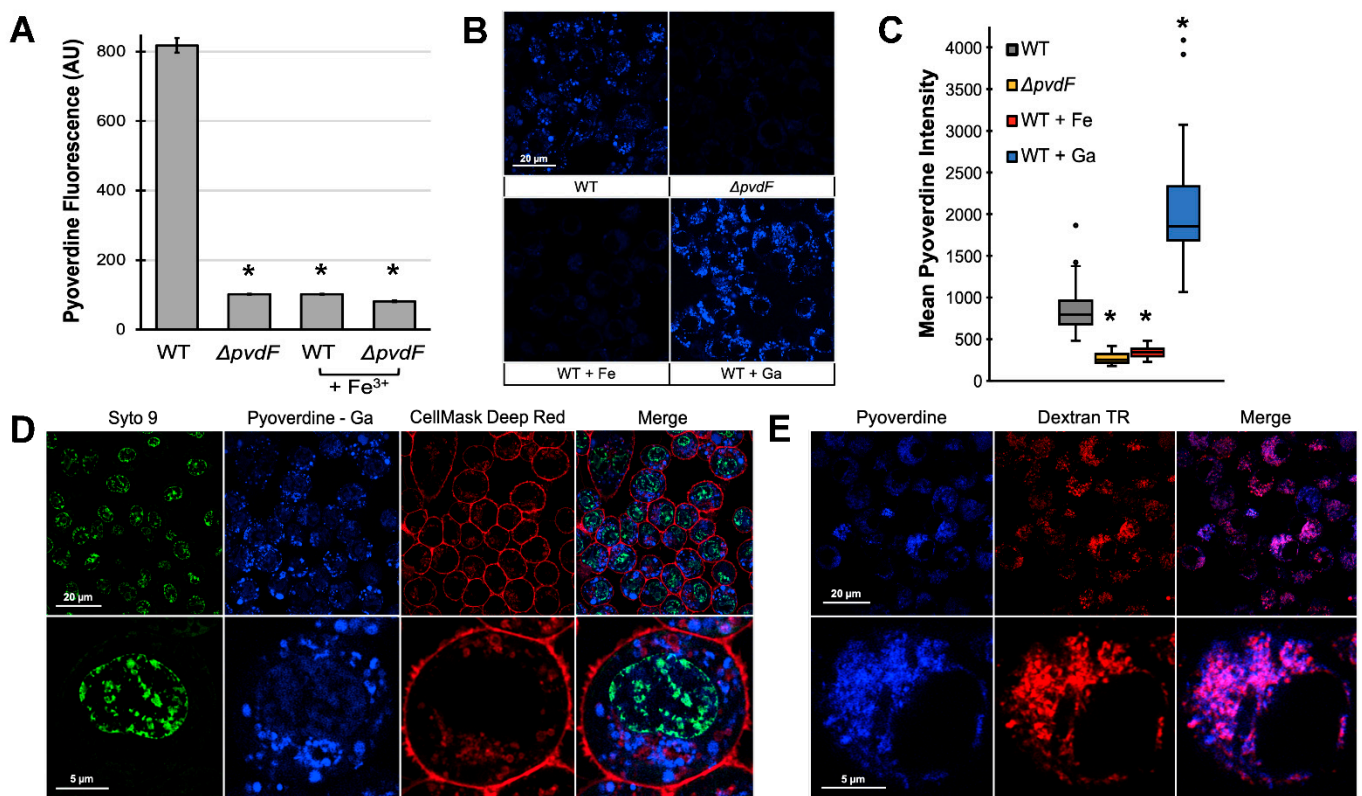 A
Pyoverdine Fluorescence (AU)
800
600
400
200
0
*
*
*
WT
ΔpvdF
WT
ΔpvdF
+ Fe³⁺
B
20 µm
WT
ΔpvdF
WT + Fe
WT + Ga
C
Mean Pyoverdine Intensity
4000
3500
3000
2500
2000
1500
1000
500
0
WT
ΔpvdF
WT + Fe
WT + Ga
*
*
*
D
Syto 9
Pyoverdine - Ga
CellMask Deep Red
Merge
20 µm
5 µm
E
Pyoverdine
Dextran TR
Merge
20 µm
5 µm